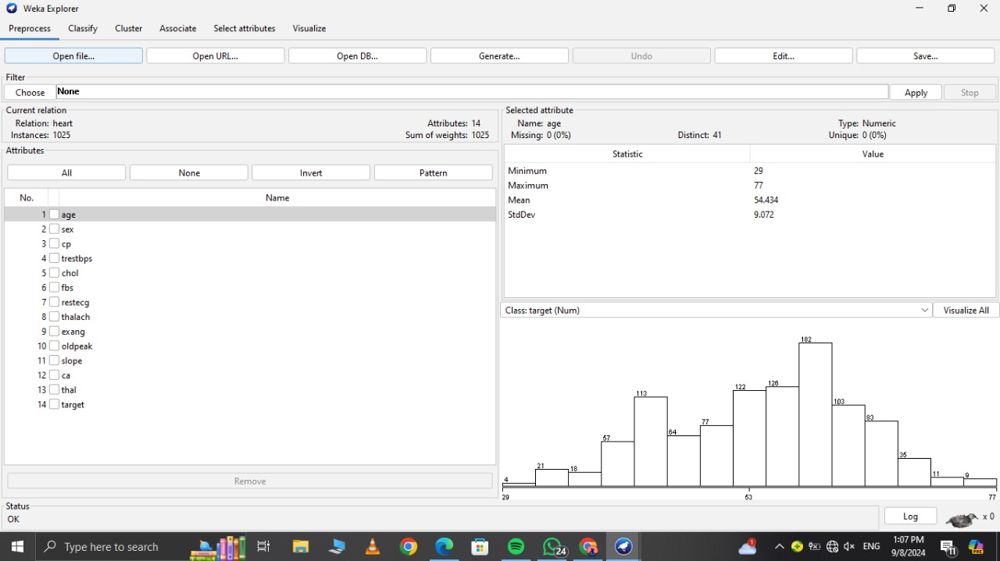 Weka Explorer
Preprocess Classify Cluster Associate Select attributes Visualize
Open file... Open URL... Open DB... Generate... Undo Edit... Save...
Filter
Choose None Apply Stop
Current relation
Relation: heart Attributes: 14
Instances: 1025 Sum of weights: 1025
Attributes
All None Invert Pattern
No. Name
1 age
2 sex
3 cp
4 trestbps
5 chol
6 fbs
7 restecg
8 thalach
9 exang
10 oldpeak
11 slope
12 ca
13 thal
14 target
Remove
Selected attribute
Name: age Type: Numeric
Missing: 0 (0%) Distinct: 41 Unique: 0 (0%)
Statistic Value
Minimum 29
Maximum 77
Mean 54.434
StdDev 9.072
Class: target (Num) Visualize All
4 21 18 57 113 64 77 122 126 182 103 83 35 11 9
29 53 77
Status
OK
Log x 0
Type here to search
24
1
ENG
1:07 PM
9/8/2024
11
PRE